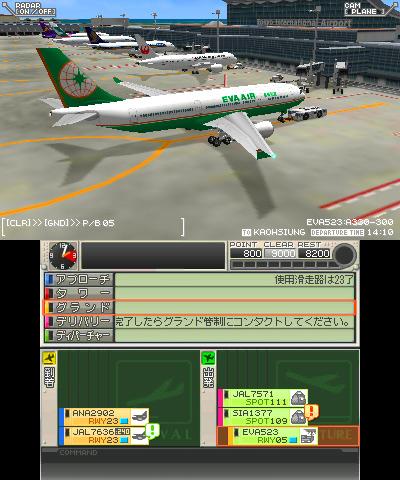 RADAR
[ON/OFF]
CAM
[ PLANE ]
Tokyo International Airport
EVA AIR
[CLR]>>[GND]>>P/B 05
EVA523:A330-300
TO KAOHSIUNG DEPARTURE TIME 14:10
POINT CLEAR REST
800 9000 8200
アプローチ
使用滑走路は23了
タワー
グランド
デリバリー
完了したらグランド管制にコンタクトしてください。
ディパーチャー
到着
出発
JAL7571
SPOT111
SIA1377
SPOT109
ANA2902
RWY23
JAL7636
RWY23
EVA523
RWY05
COMMAND